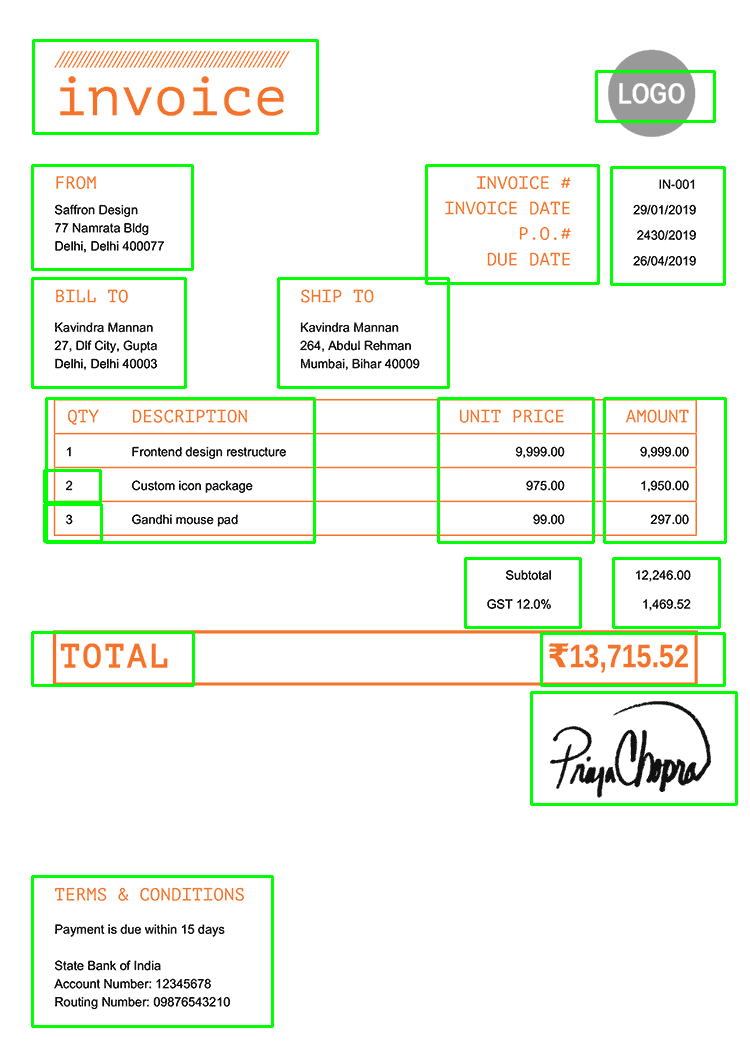 invoice
LOGO
FROM
Saffron Design
77 Namrata Bldg
Delhi, Delhi 400077
INVOICE # IN-001
INVOICE DATE 29/01/2019
P.O.# 2430/2019
DUE DATE 26/04/2019
BILL TO
Kavindra Mannan
27, Dlf City, Gupta
Delhi, Delhi 40003
SHIP TO
Kavindra Mannan
264, Abdul Rehman
Mumbai, Bihar 40009
QTY DESCRIPTION UNIT PRICE AMOUNT
1 Frontend design restructure 9,999.00 9,999.00
2 Custom icon package 975.00 1,950.00
3 Gandhi mouse pad 99.00 297.00
Subtotal 12,246.00
GST 12.0% 1,469.52
TOTAL ₹13,715.52
Priya Chopra
TERMS & CONDITIONS
Payment is due within 15 days
State Bank of India
Account Number: 12345678
Routing Number: 09876543210